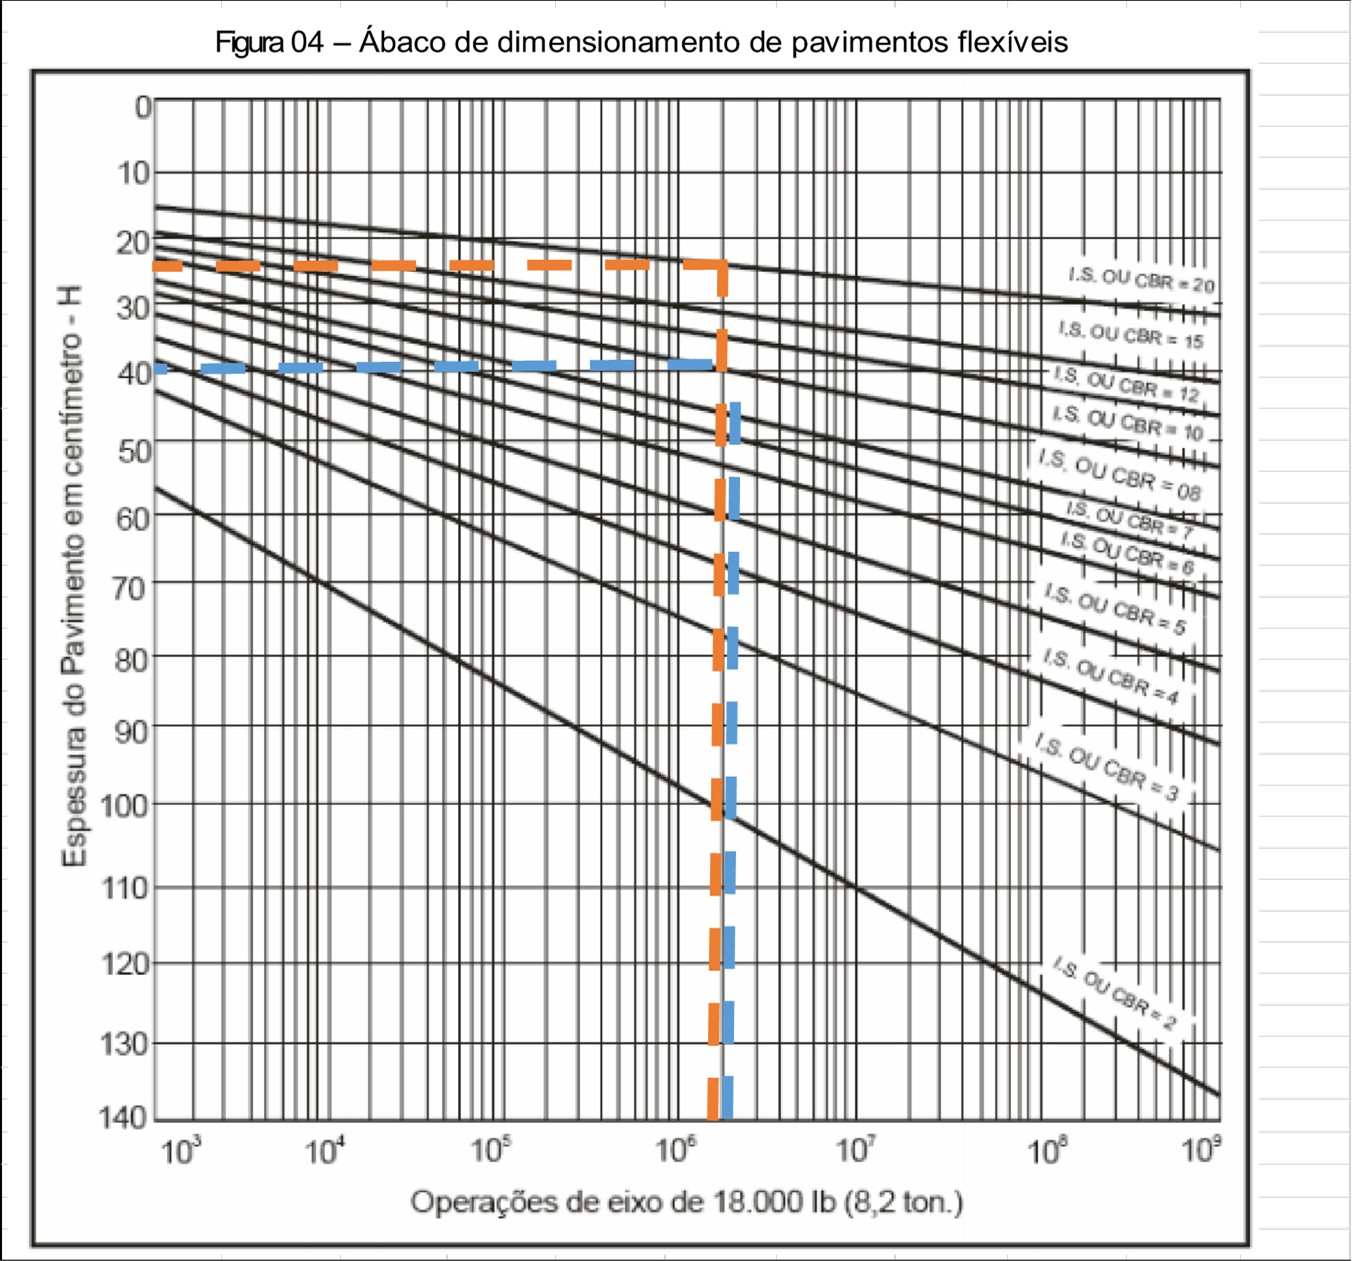 Figura 04 – Ábaco de dimensionamento de pavimentos flexíveis
0
10
20
30
40
50
60
70
80
90
100
110
120
130
140
Espessura do Pavimento em centímetro - H
I.S. OU CBR = 20
I.S. OU CBR = 15
I.S. OU CBR = 12
I.S. OU CBR = 10
I.S. OU CBR = 08
I.S. OU CBR = 7
I.S. OU CBR = 6
I.S. OU CBR = 5
I.S. OU CBR = 4
I.S. OU CBR = 3
I.S. OU CBR = 2
10³ 10⁴ 10⁵ 10⁶ 10⁷ 10⁸ 10⁹
Operações de eixo de 18.000 lb (8,2 ton.)